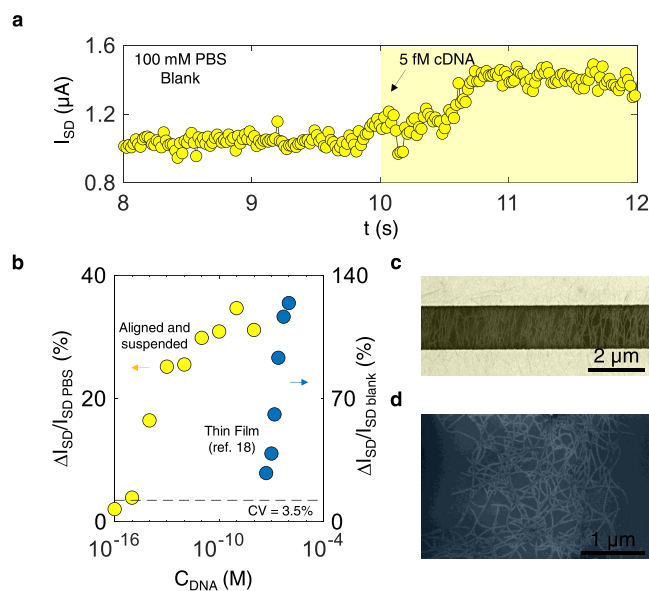 a
1.6
1.2
0.8
I_SD (µA)
100 mM PBS
Blank
5 fM cDNA
8
9
10
11
12
t (s)
b
40
20
0
ΔI_SD/I_SD PBS (%)
140
70
0
ΔI_SD/I_SD blank (%)
Aligned and
suspended
Thin Film
(ref. 18)
CV = 3.5%
10^-16
10^-10
10^-4
C_DNA (M)
c
2 µm
d
1 µm